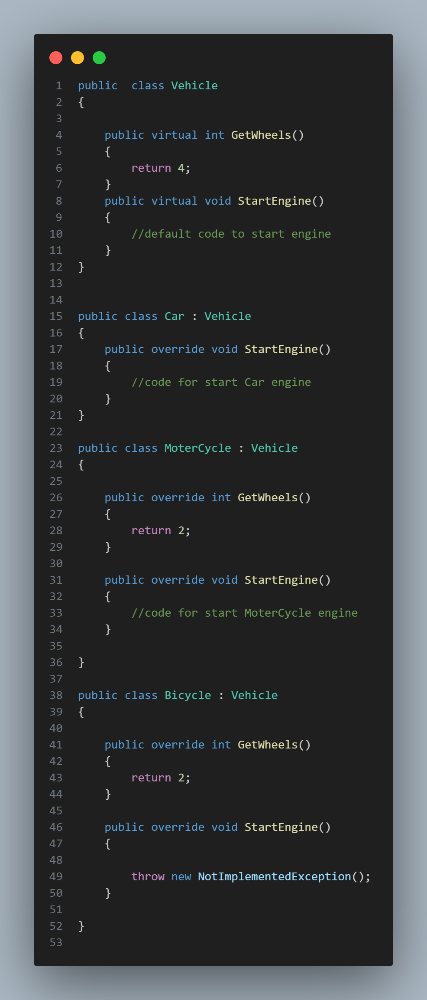 1 public  class Vehicle
2 {
3
4     public virtual int GetWheels()
5     {
6         return 4;
7     }
8     public virtual void StartEngine()
9     {
10         //default code to start engine
11     }
12 }
13
14
15 public class Car : Vehicle
16 {
17     public override void StartEngine()
18     {
19         //code for start Car engine
20     }
21 }
22
23 public class MoterCycle : Vehicle
24 {
25
26     public override int GetWheels()
27     {
28         return 2;
29     }
30
31     public override void StartEngine()
32     {
33         //code for start MoterCycle engine
34     }
35
36 }
37
38 public class Bicycle : Vehicle
39 {
40
41     public override int GetWheels()
42     {
43         return 2;
44     }
45
46     public override void StartEngine()
47     {
48
49         throw new NotImplementedException();
50     }
51
52 }
53